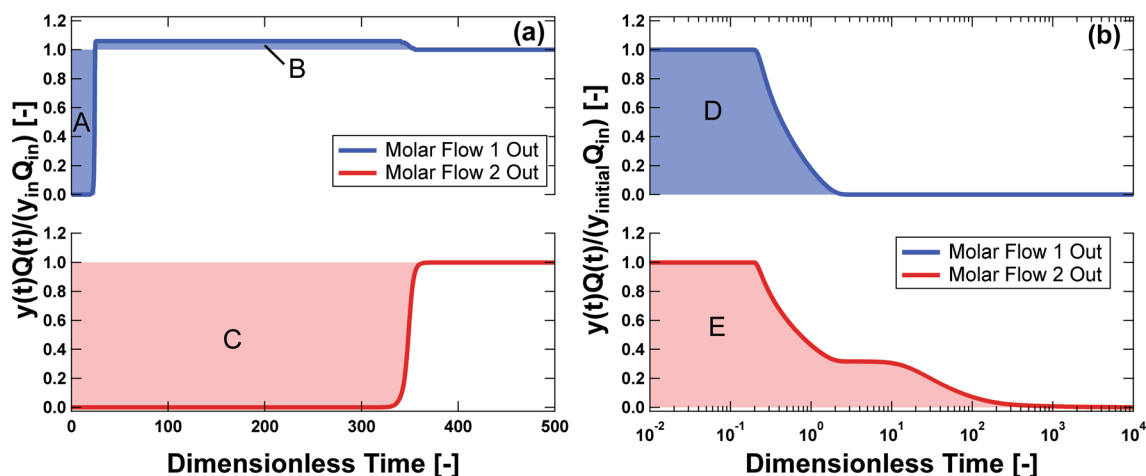 (a)
y(t)Q(t)/(y_in Q_in) [-]
1.2
1.0
0.8
0.6
0.4
0.2
0.0
A
B
Molar Flow 1 Out
Molar Flow 2 Out
1.2
1.0
0.8
0.6
0.4
0.2
0.0
C
0
100
200
300
400
500
Dimensionless Time [-]
(b)
y(t)Q(t)/(y_initial Q_in) [-]
1.2
1.0
0.8
0.6
0.4
0.2
0.0
D
1.2
1.0
0.8
0.6
0.4
0.2
0.0
Molar Flow 1 Out
Molar Flow 2 Out
E
10^-2
10^-1
10^0
10^1
10^2
10^3
10^4
Dimensionless Time [-]